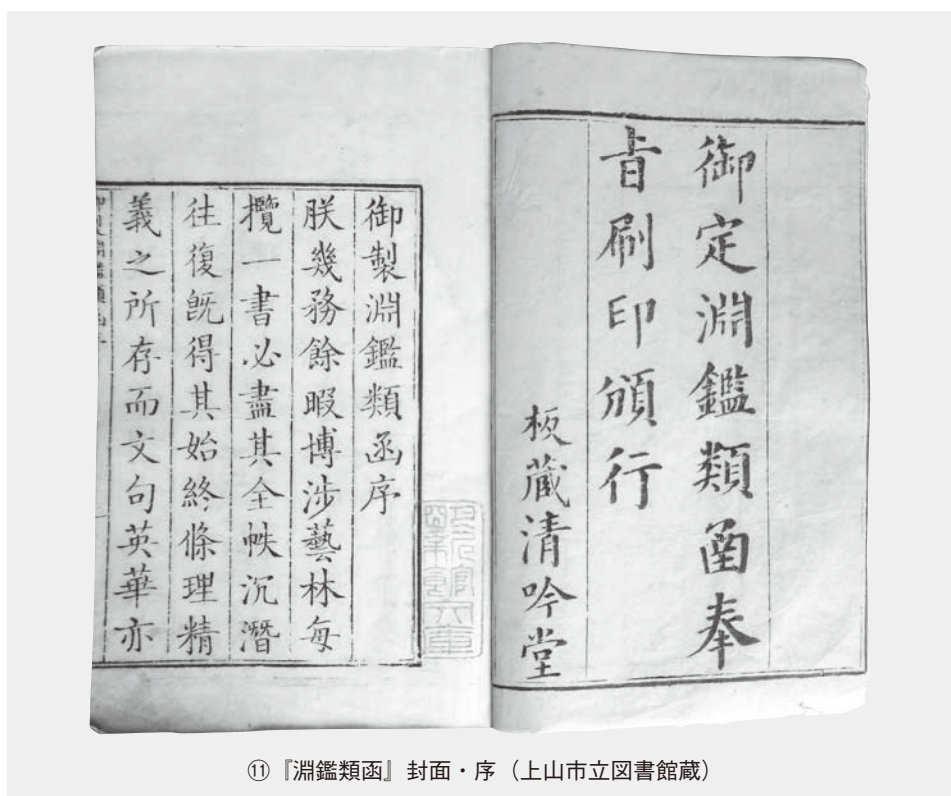 御定淵鑑類函奉
旨刷印頒行
板蔵清吟堂
御製淵鑑類函序
朕幾務餘暇博涉藝林每
攬一書必盡其全帙沉潛
往復旣得其始終條理精
義之所存而文句英華亦
⑪『淵鑑類函』封面・序（上山市立図書館蔵）